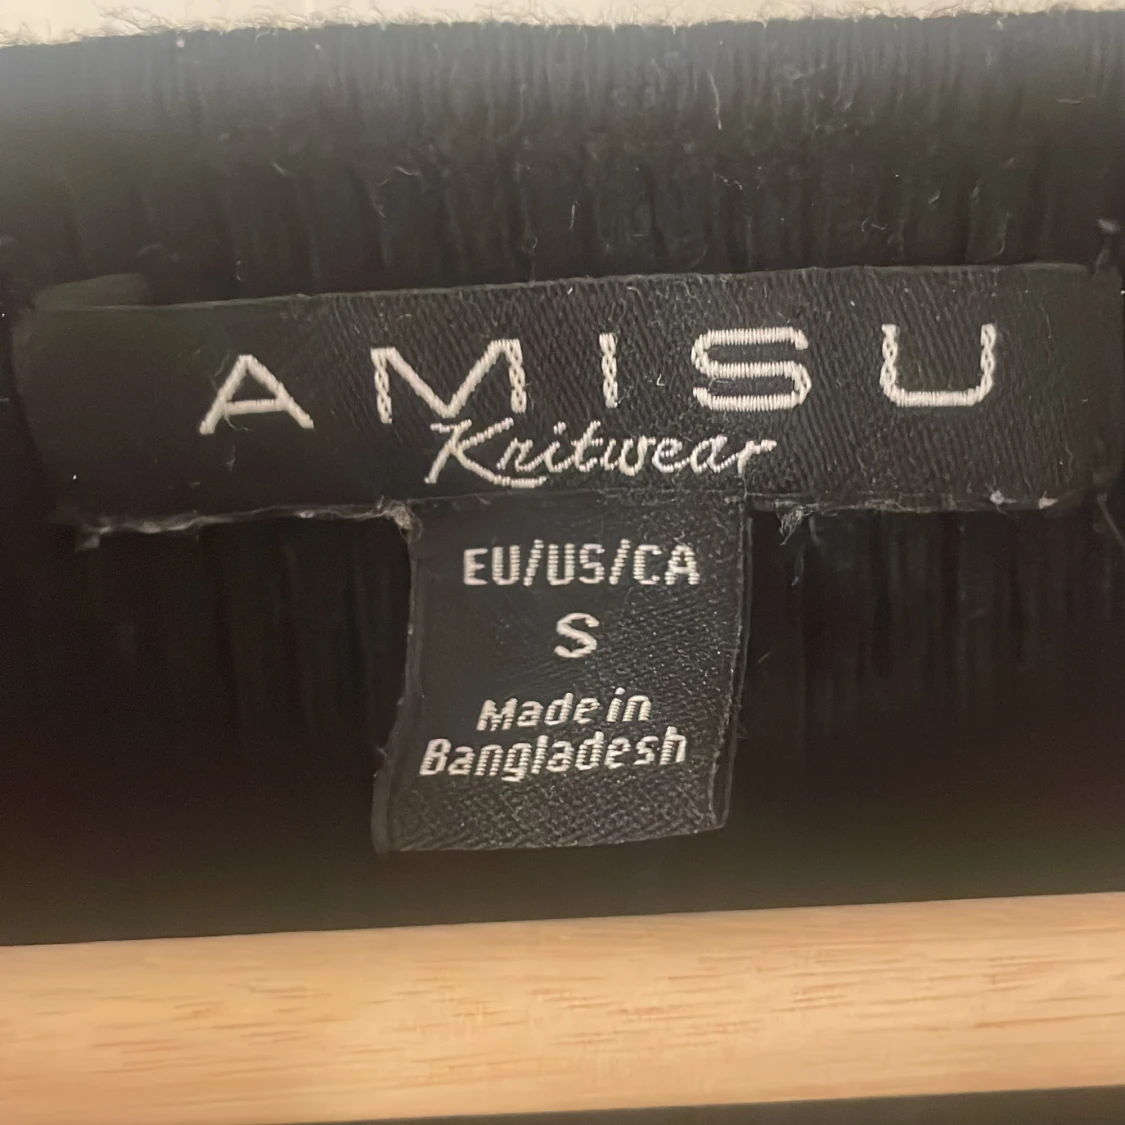 AMISU
Knitwear
EU/US/CA
S
Made in
Bangladesh